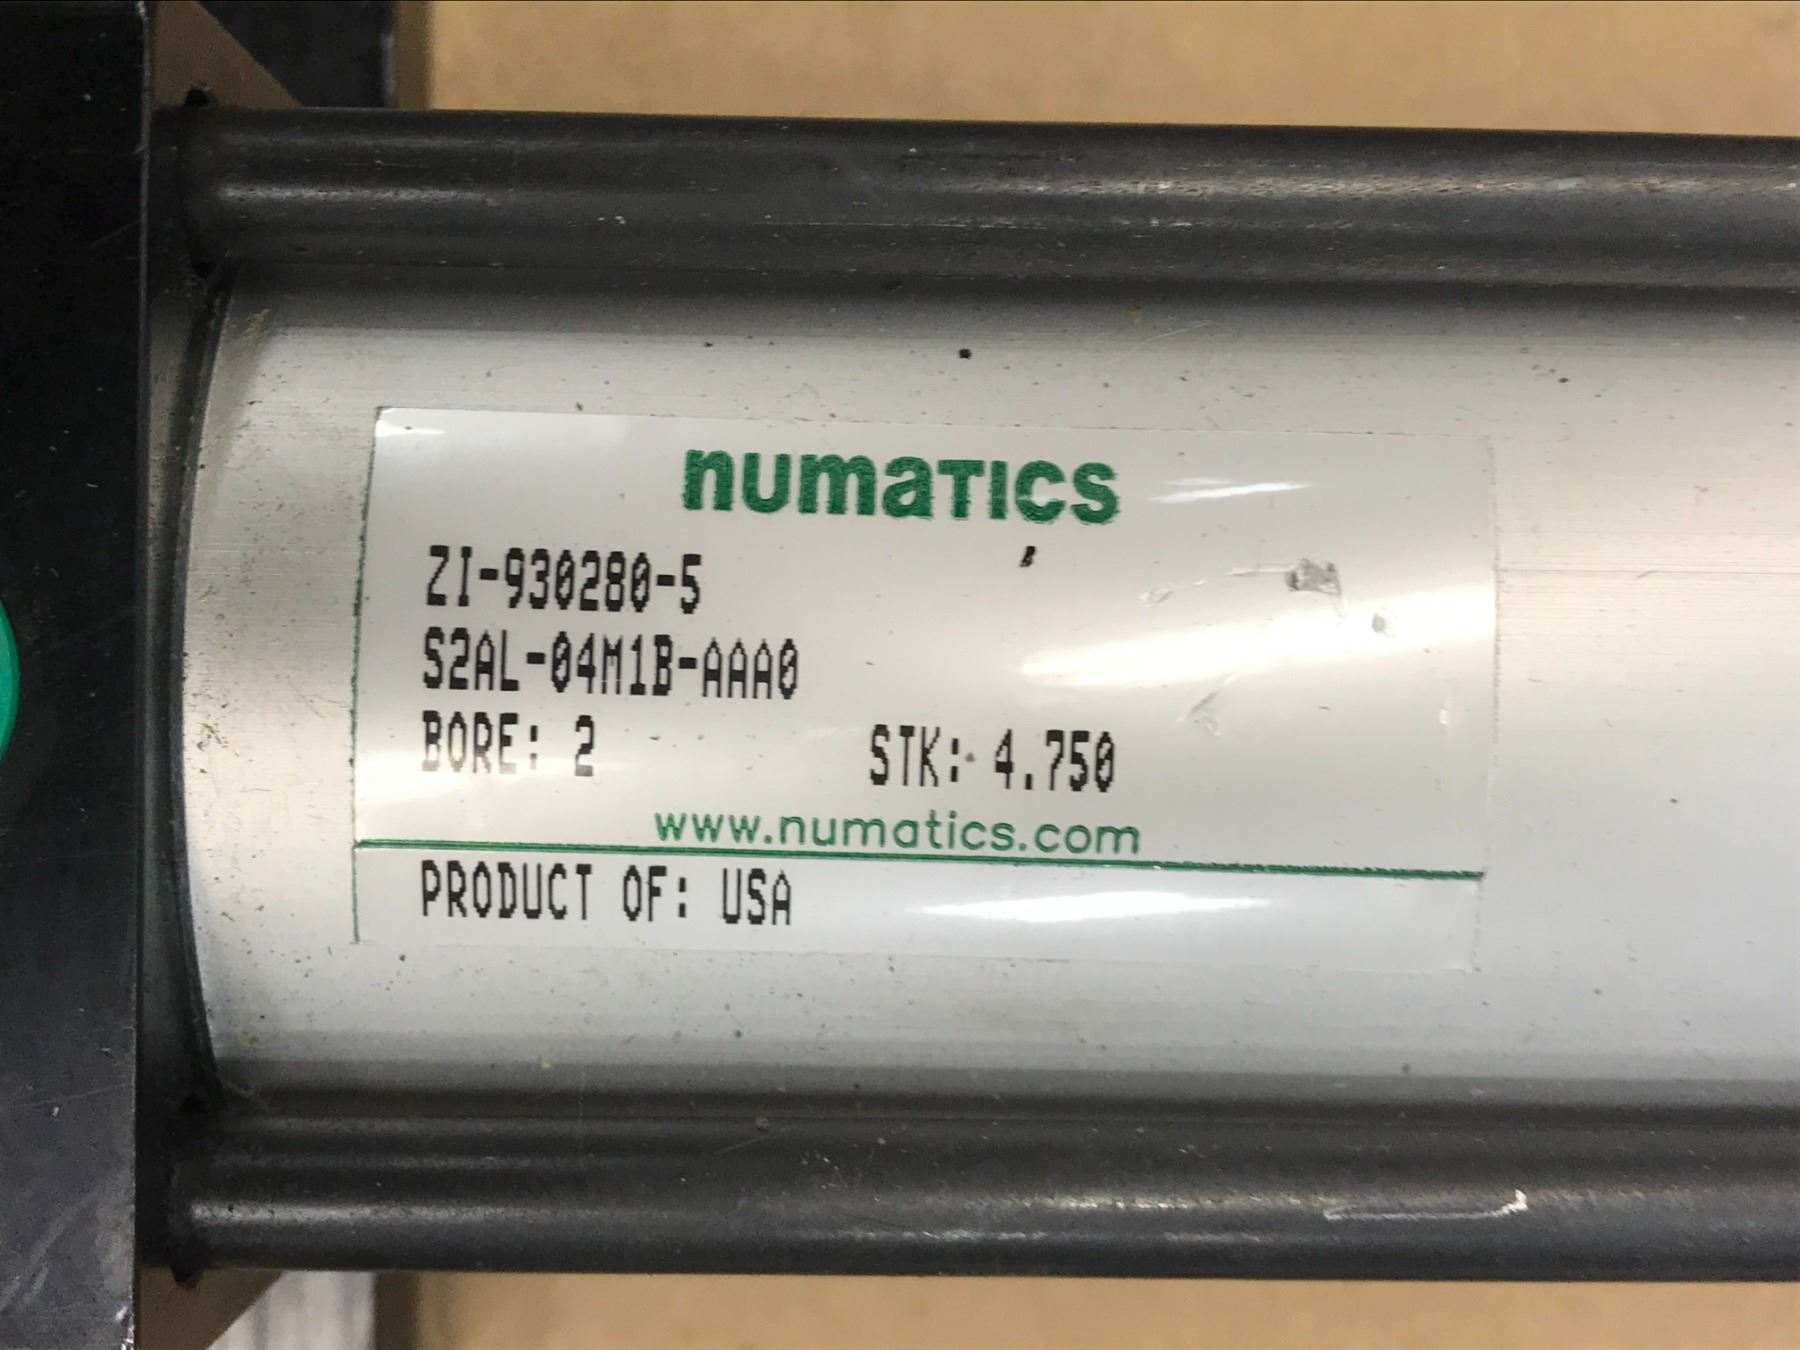 numatics
ZI-930280-5
S2AL-04M1B-AAA0
BORE: 2 STK: 4.750
www.numatics.com
PRODUCT OF: USA